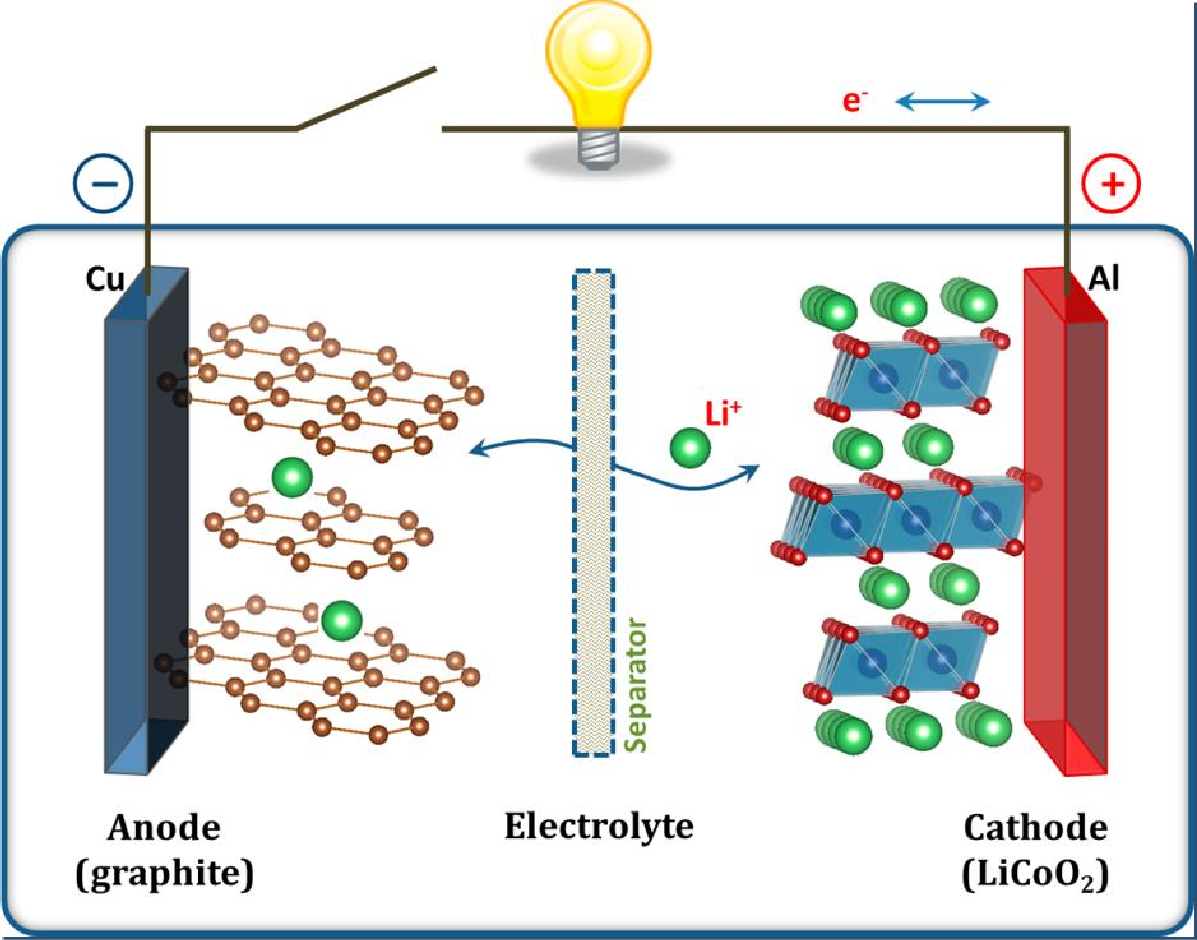 e⁻
−
+
Cu
Al
Li⁺
Separator
Anode
(graphite)
Electrolyte
Cathode
(LiCoO₂)